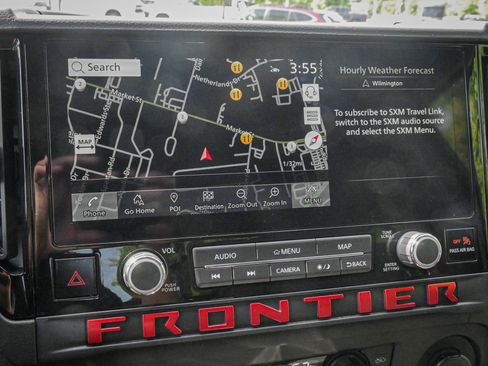 Search
3:55
Netherlands Dr
Market St
Edwards St
Market
MAP
1/32mi
Phone
Go Home
POI
Destination
Zoom Out
Zoom In
MENU
Hourly Weather Forecast
Wilmington
To subscribe to SXM Travel Link,
switch to the SXM audio source
and select the SXM Menu.
VOL
PUSH
POWER
AUDIO
MENU
MAP
CAMERA
BACK
TUNE
SCROLL
ENTER
SETTING
OFF
PASS AIR BAG
FRONTIER